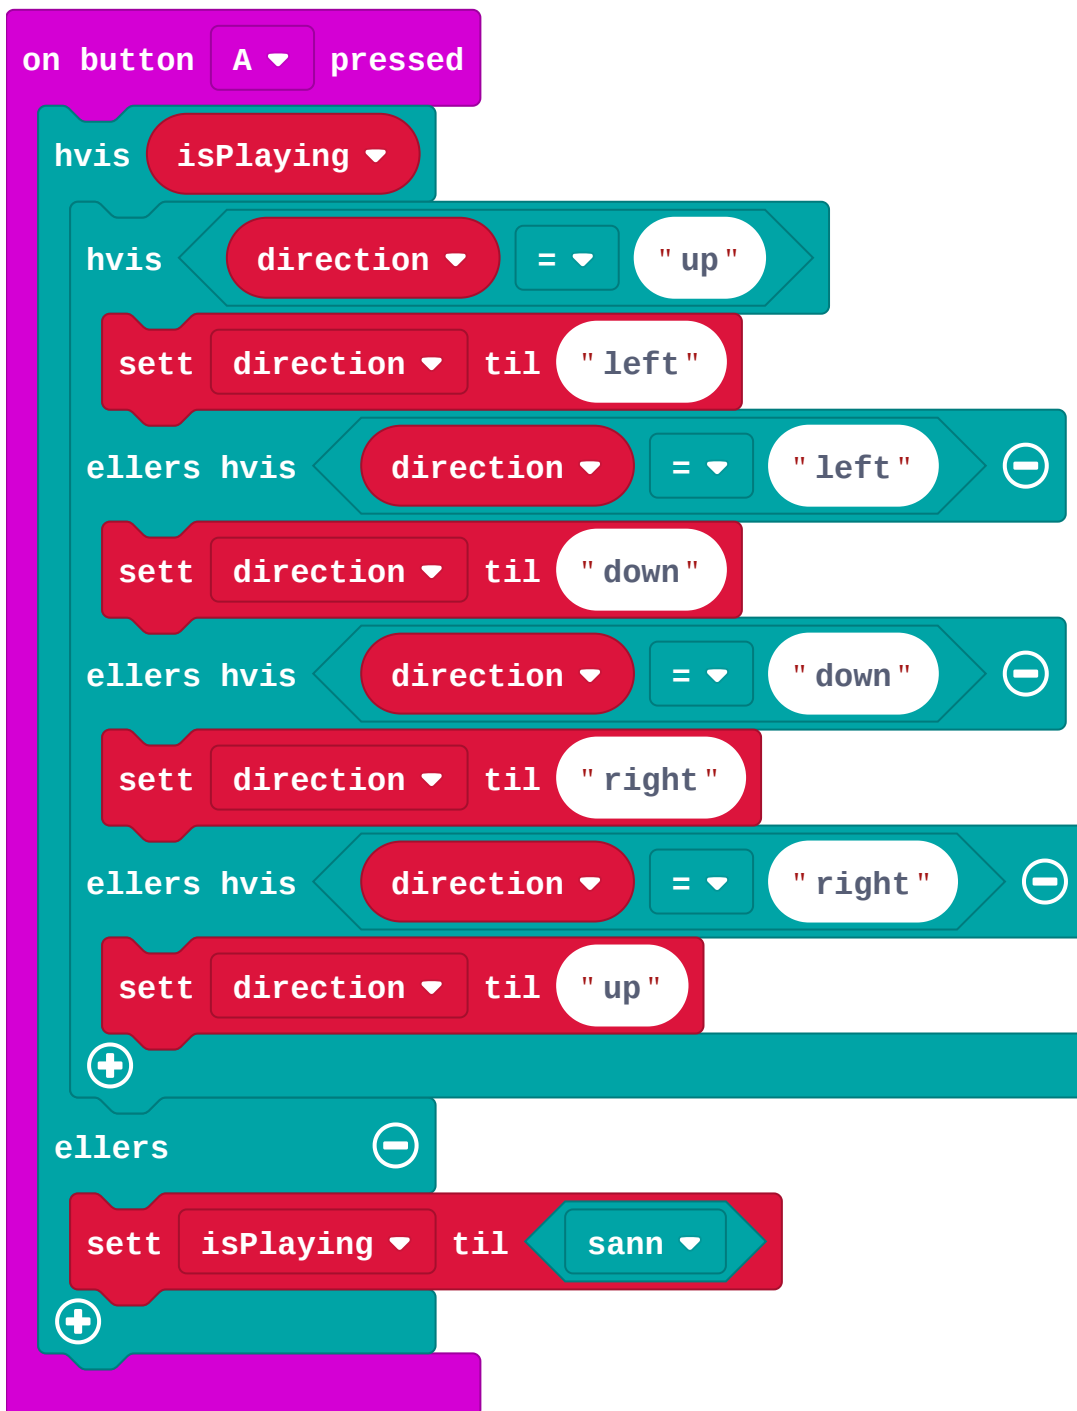 on button A pressed
hvis isPlaying
hvis direction = "up"
sett direction til "left"
ellers hvis direction = "left"
sett direction til "down"
ellers hvis direction = "down"
sett direction til "right"
ellers hvis direction = "right"
sett direction til "up"
ellers
sett isPlaying til sann